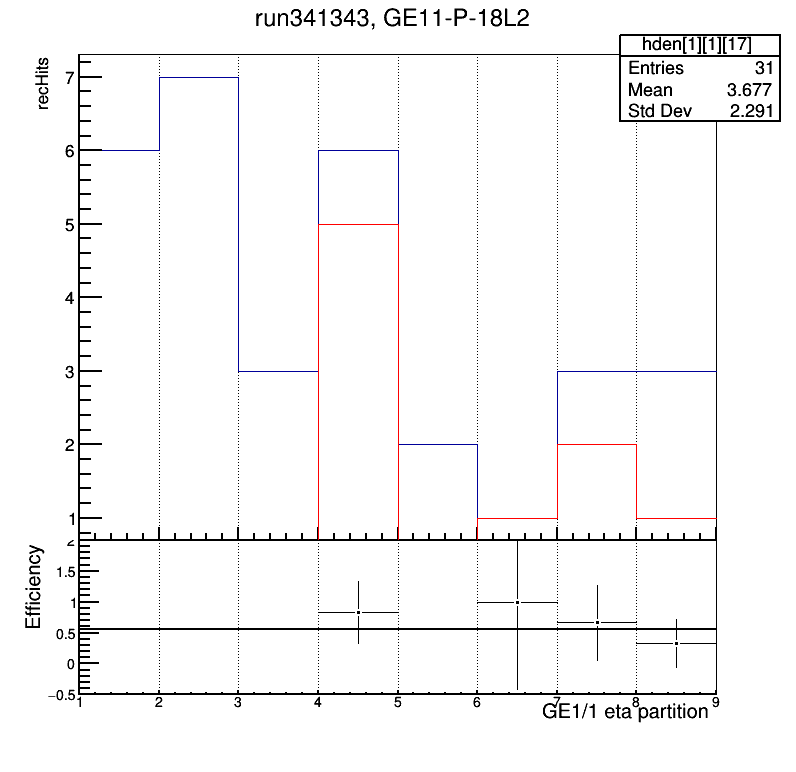 run341343, GE11-P-18L2
hden[1][1][17]
Entries 31
Mean 3.677
Std Dev 2.291
recHits
7
6
5
4
3
2
1
Efficiency
2
1.5
1
0.5
0
−0.5
1 2 3 4 5 6 7 8 9
GE1/1 eta partition